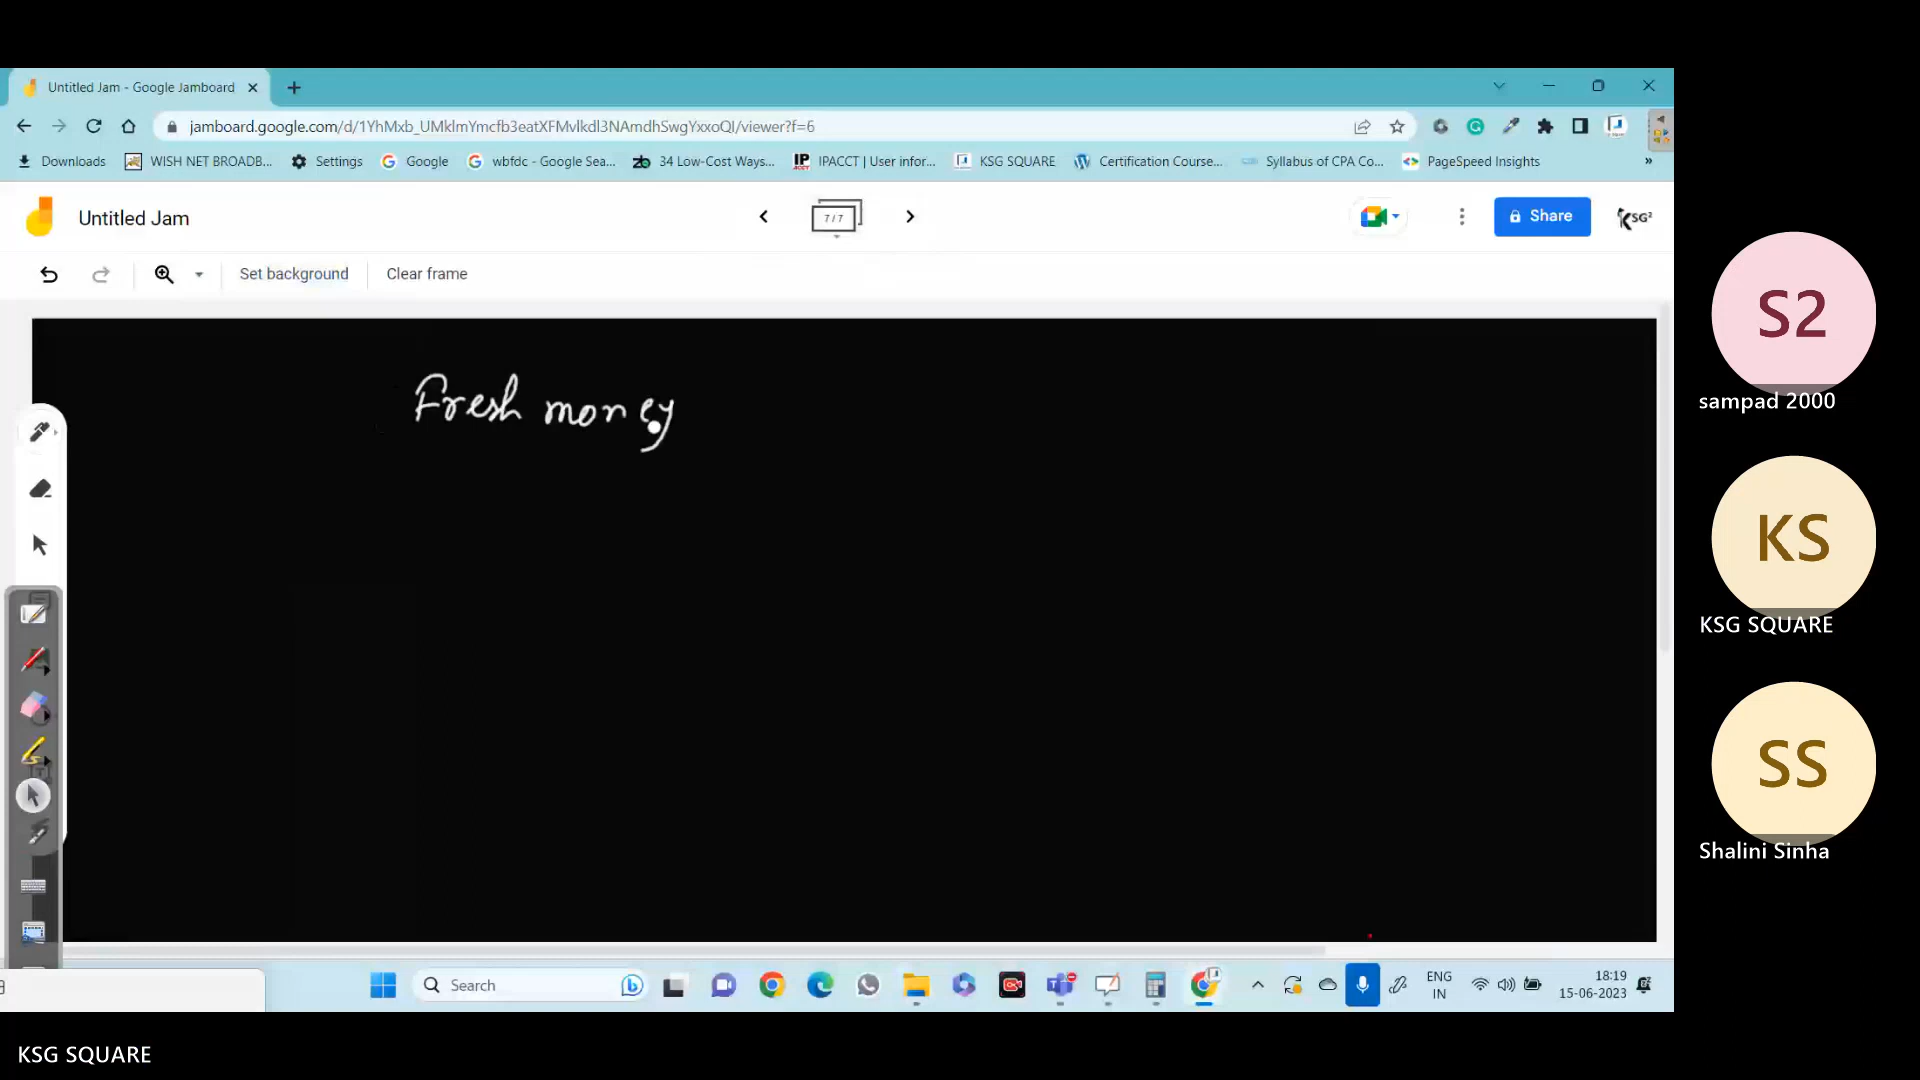 Untitled Jam - Google Jamboard
jamboard.google.com/d/1YhMxb_UMklmYmcfb3eatXFMvlkdl3NAmdhSwgYxxoQI/viewer?f=6
Downloads WISH NET BROADB... Settings Google wbfdc - Google Sea... 34 Low-Cost Ways... IPACCT | User infor... KSG SQUARE Certification Course... Syllabus of CPA Co... PageSpeed Insights »
Untitled Jam 7 / 7 Share KSG²
Set background Clear frame
Fresh money
S2
sampad 2000
KS
KSG SQUARE
SS
Shalini Sinha
Search ENG IN 18:19
15-06-2023
KSG SQUARE